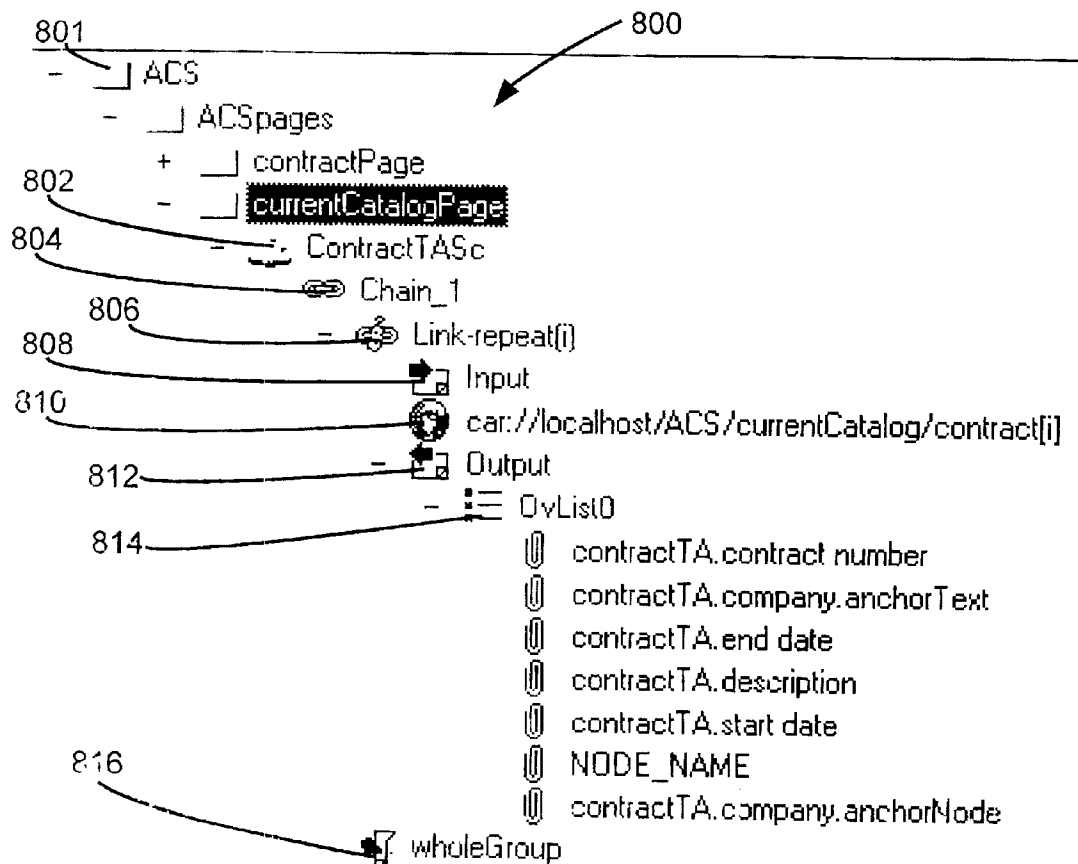 800
801
- ACS
- ACSpages
+ contractPage
802
- currentCatalogPage
804
- ContractTASc
Chain_1
806
- Link-repeat[i]
808
Input
810
car://localhost/ACS/currentCatalog/contract[i]
812
- Output
814
- OvList0
contractTA.contract number
contractTA.company.anchorText
contractTA.end date
contractTA.description
contractTA.start date
816
NODE_NAME
contractTA.company.anchorNode
wholeGroup